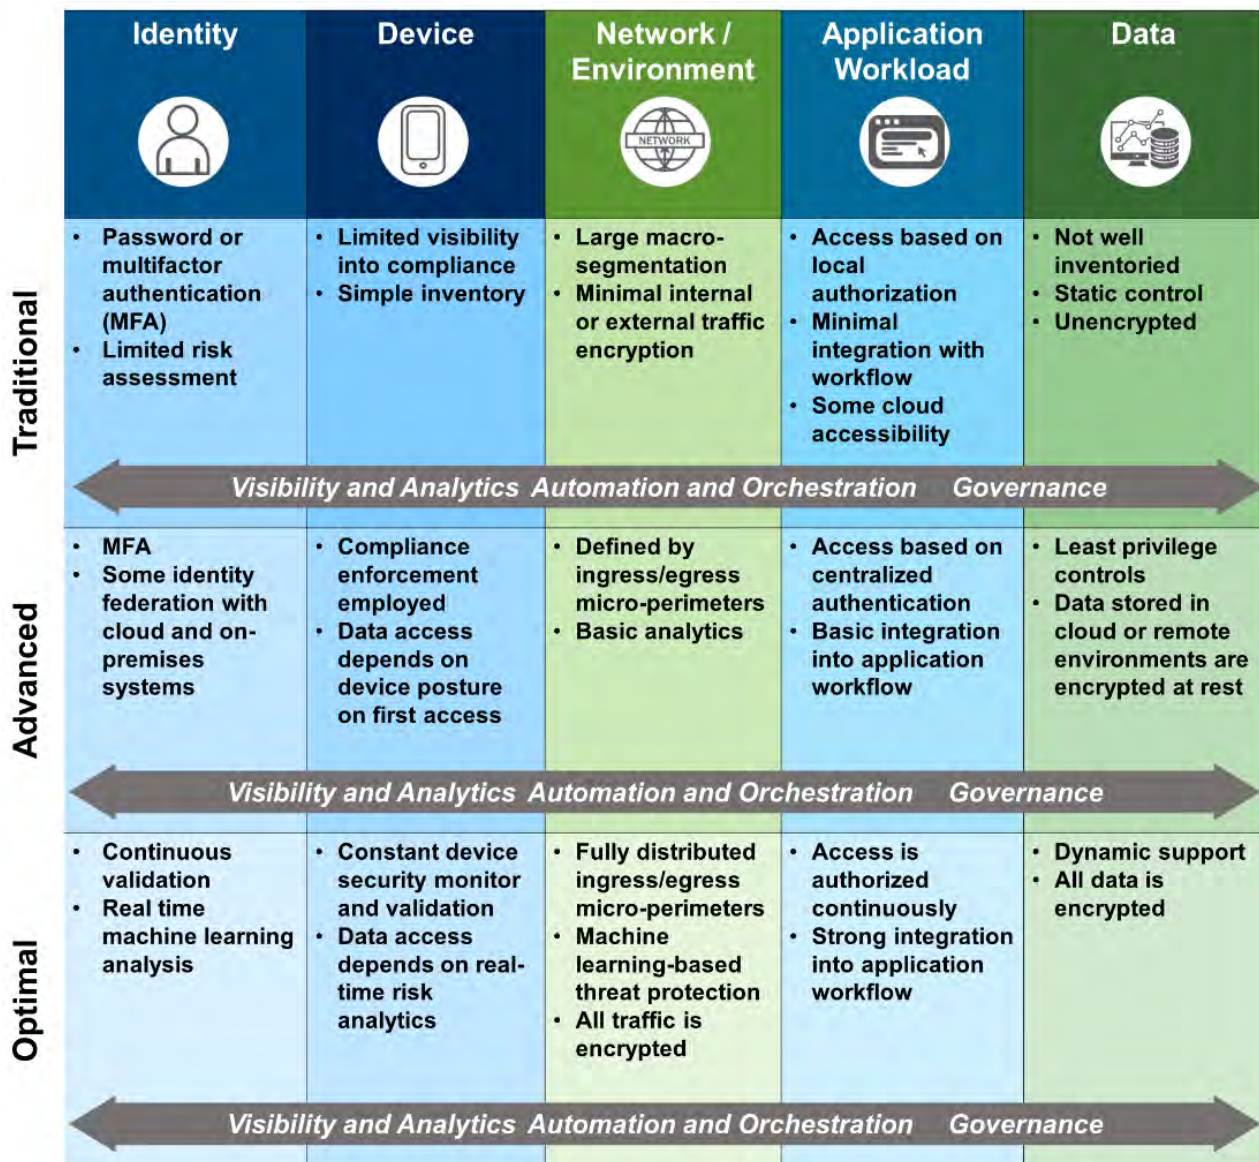 Identity
Device
Network /
Environment
Application
Workload
Data
NETWORK
Traditional
• Password or
multifactor
authentication
(MFA)
• Limited risk
assessment
• Limited visibility
into compliance
• Simple inventory
• Large macro-
segmentation
• Minimal internal
or external traffic
encryption
• Access based on
local
authorization
• Minimal
integration with
workflow
• Some cloud
accessibility
• Not well
inventoried
• Static control
• Unencrypted
Visibility and Analytics Automation and Orchestration Governance
Advanced
• MFA
• Some identity
federation with
cloud and on-
premises
systems
• Compliance
enforcement
employed
• Data access
depends on
device posture
on first access
• Defined by
ingress/egress
micro-perimeters
• Basic analytics
• Access based on
centralized
authentication
• Basic integration
into application
workflow
• Least privilege
controls
• Data stored in
cloud or remote
environments are
encrypted at rest
Visibility and Analytics Automation and Orchestration Governance
Optimal
• Continuous
validation
• Real time
machine learning
analysis
• Constant device
security monitor
and validation
• Data access
depends on real-
time risk
analytics
• Fully distributed
ingress/egress
micro-perimeters
• Machine
learning-based
threat protection
• All traffic is
encrypted
• Access is
authorized
continuously
• Strong integration
into application
workflow
• Dynamic support
• All data is
encrypted
Visibility and Analytics Automation and Orchestration Governance